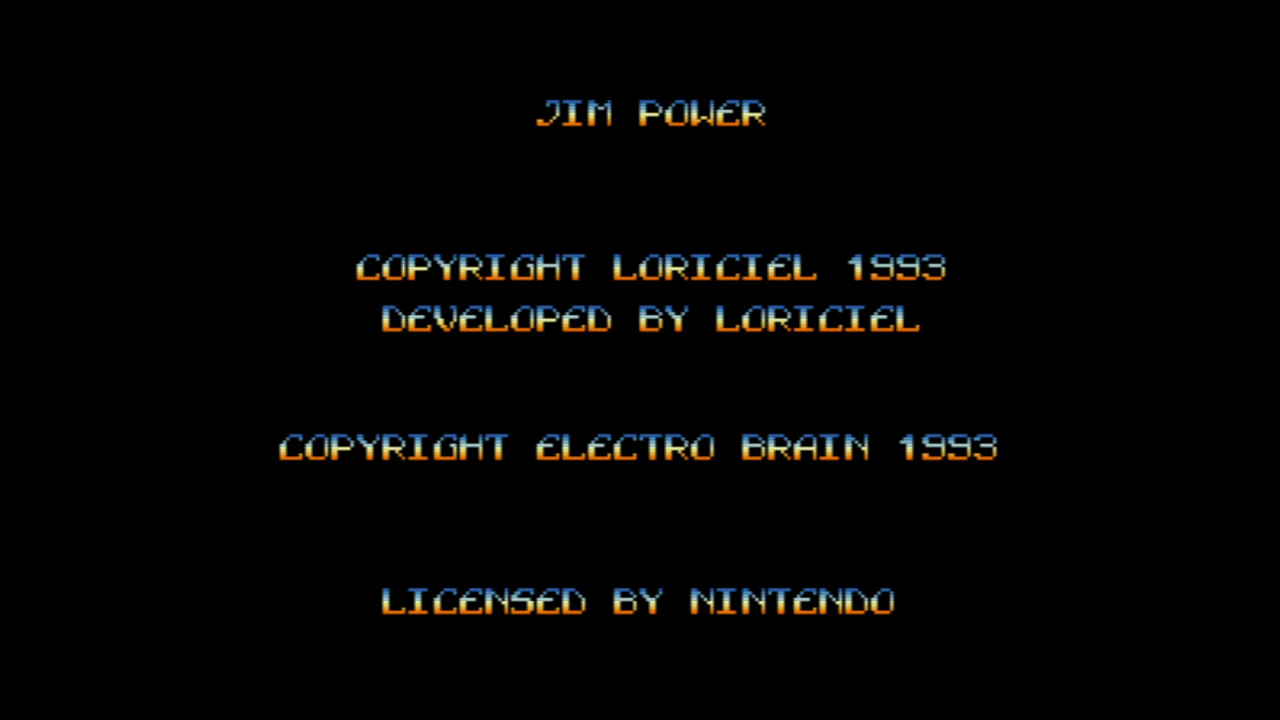 JIM POWER
COPYRIGHT LORICIEL 1993
DEVELOPED BY LORICIEL
COPYRIGHT ELECTRO BRAIN 1993
LICENSED BY NINTENDO